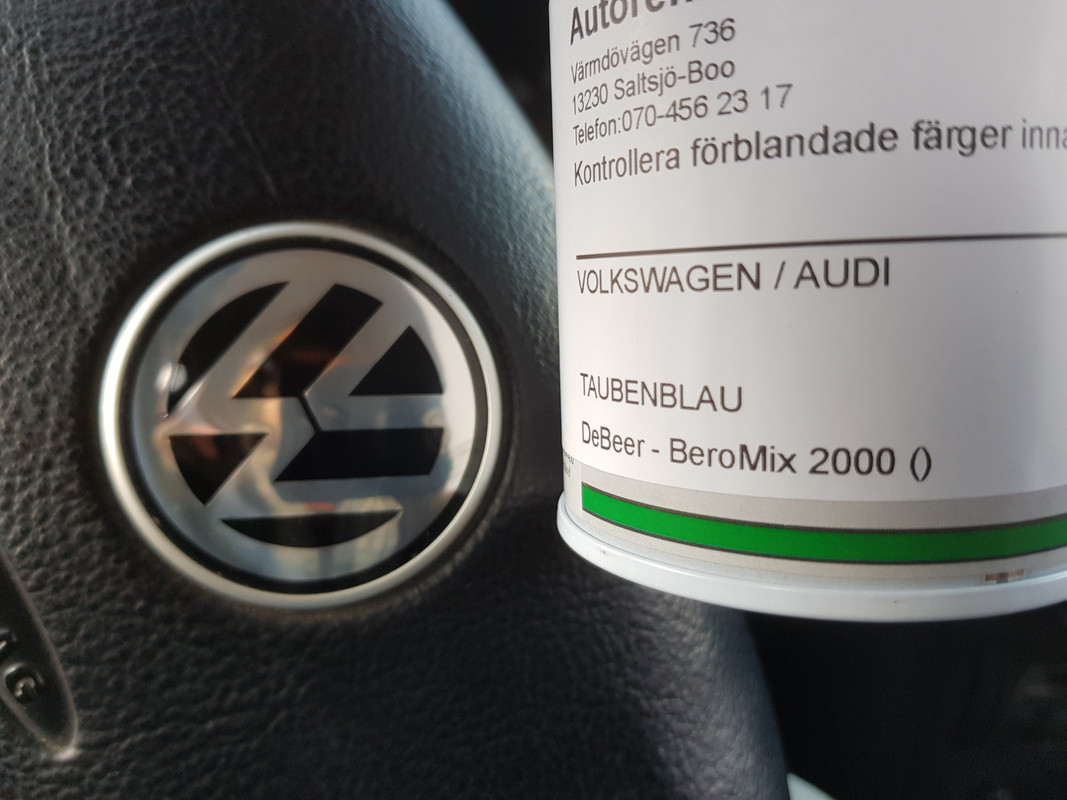 Värmdövägen 736
13230 Saltsjö-Boo
Telefon:070-456 23 17
Kontrollera förblandade färger
VOLKSWAGEN / AUDI
TAUBENBLAU
DeBeer - BeroMix 2000 ()